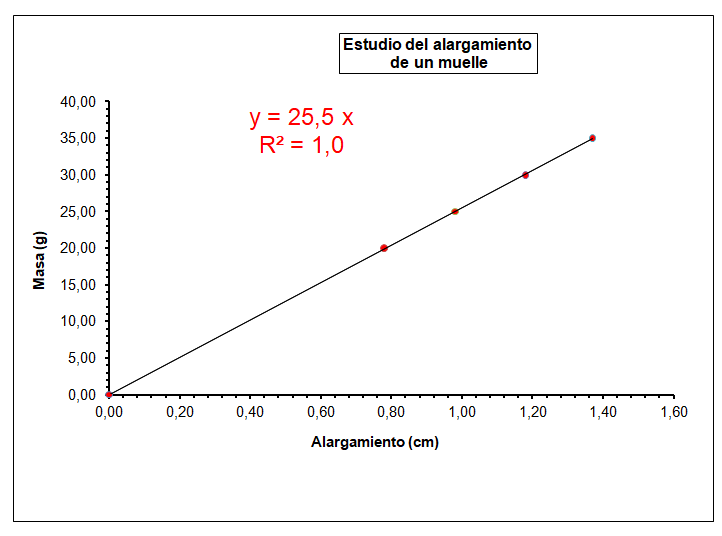 Estudio del alargamiento
de un muelle
y = 25,5 x
R² = 1,0
40,00
35,00
30,00
25,00
20,00
15,00
10,00
5,00
0,00
Masa (g)
0,00 0,20 0,40 0,60 0,80 1,00 1,20 1,40 1,60
Alargamiento (cm)